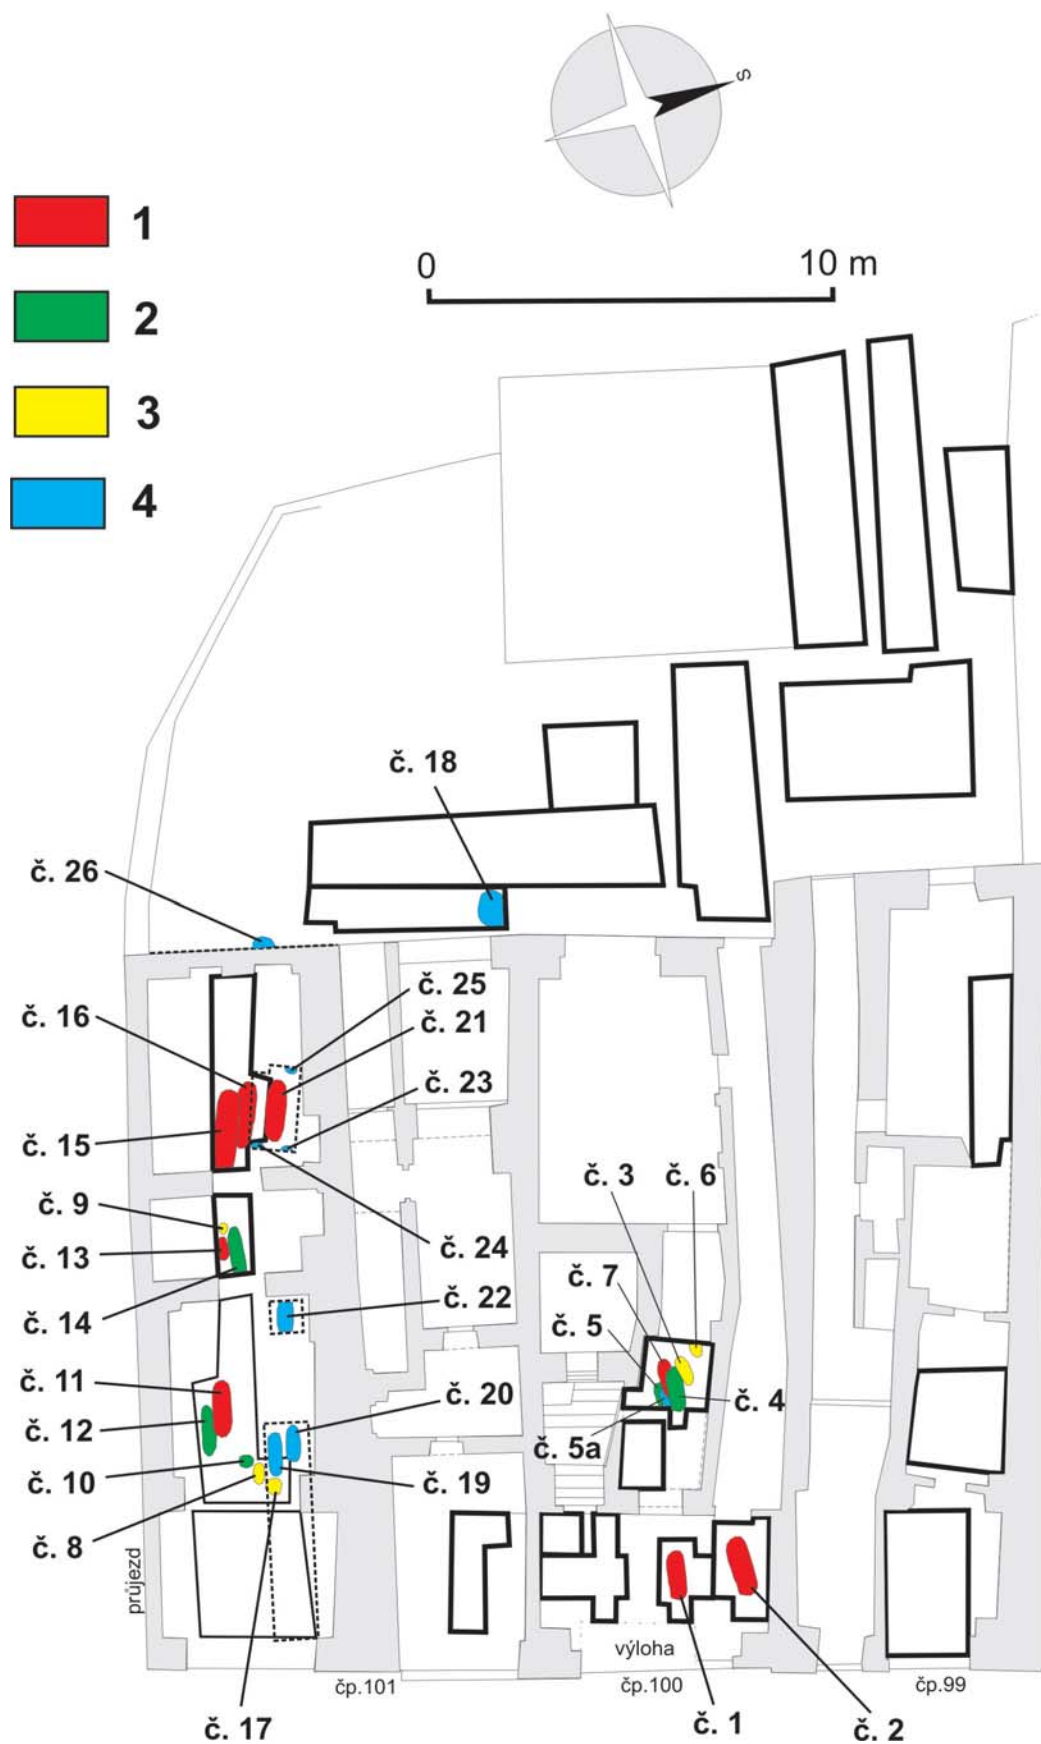 S
0 10 m
1
2
3
4
č. 18
č. 26
č. 25
č. 16
č. 21
č. 23
č. 15
č. 3
č. 6
č. 9
č. 24
č. 13
č. 7
č. 22
č. 14
č. 5
č. 11
č. 20
č. 4
č. 12
č. 5a
č. 10
č. 19
č. 8
průjezd
výloha
čp.101
čp.100
čp.99
č. 17
č. 1
č. 2